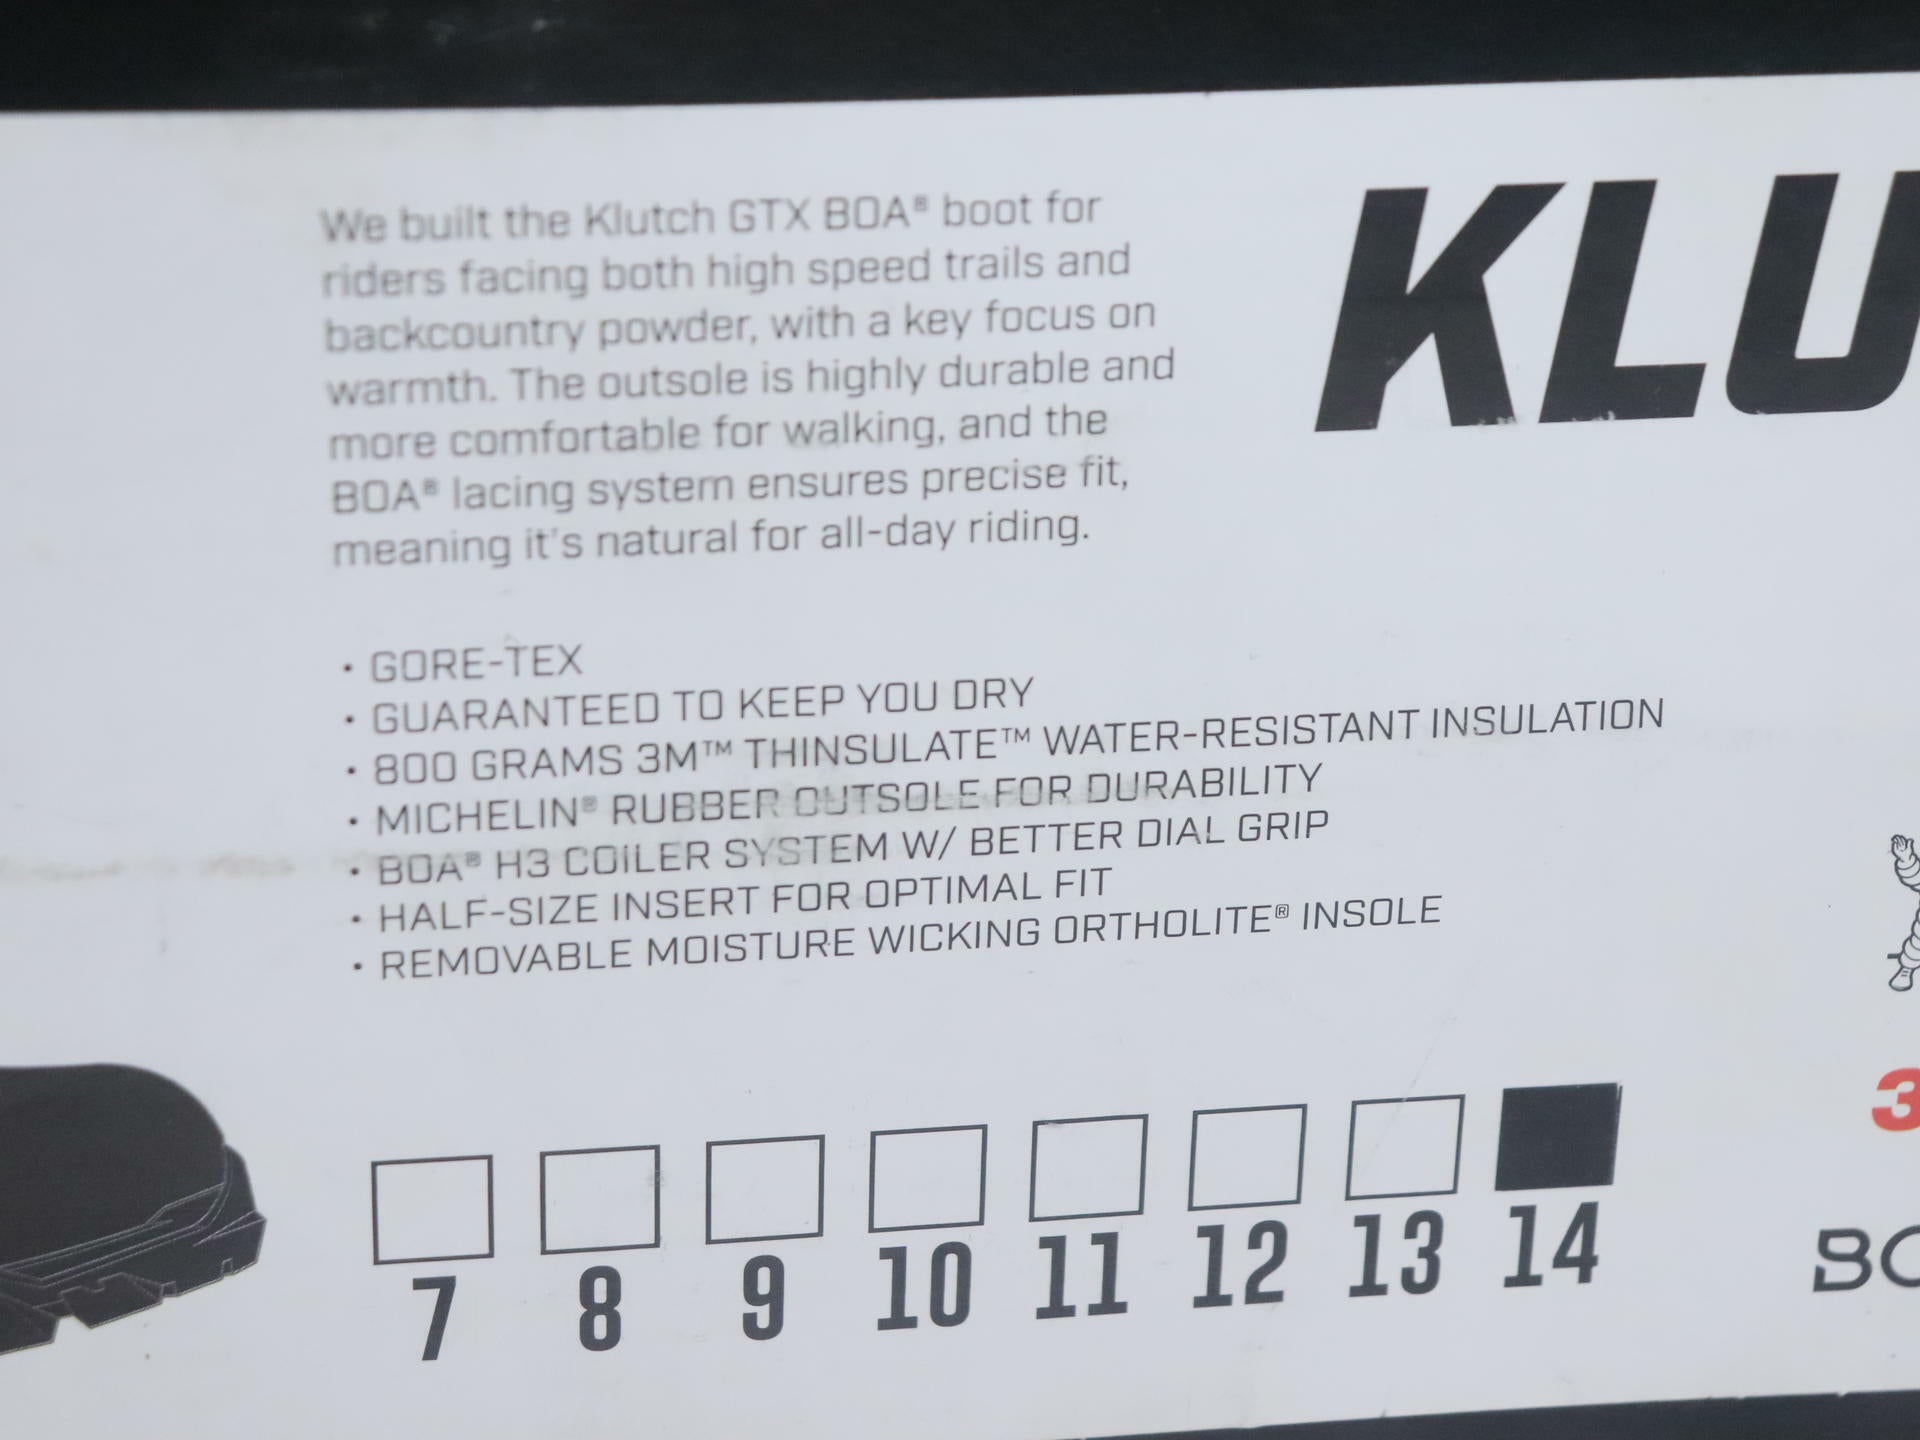 We built the Klutch GTX BOA® boot for
riders facing both high speed trails and
backcountry powder, with a key focus on
warmth. The outsole is highly durable and
more comfortable for walking, and the
BOA® lacing system ensures precise fit,
meaning it's natural for all-day riding.
KLU
• GORE-TEX
• GUARANTEED TO KEEP YOU DRY
• 800 GRAMS 3M™ THINSULATE™ WATER-RESISTANT INSULATION
• MICHELIN® RUBBER OUTSOLE FOR DURABILITY
• BOA® H3 COILER SYSTEM W/ BETTER DIAL GRIP
• HALF-SIZE INSERT FOR OPTIMAL FIT
• REMOVABLE MOISTURE WICKING ORTHOLITE® INSOLE
3
7 8 9 10 11 12 13 14
BO